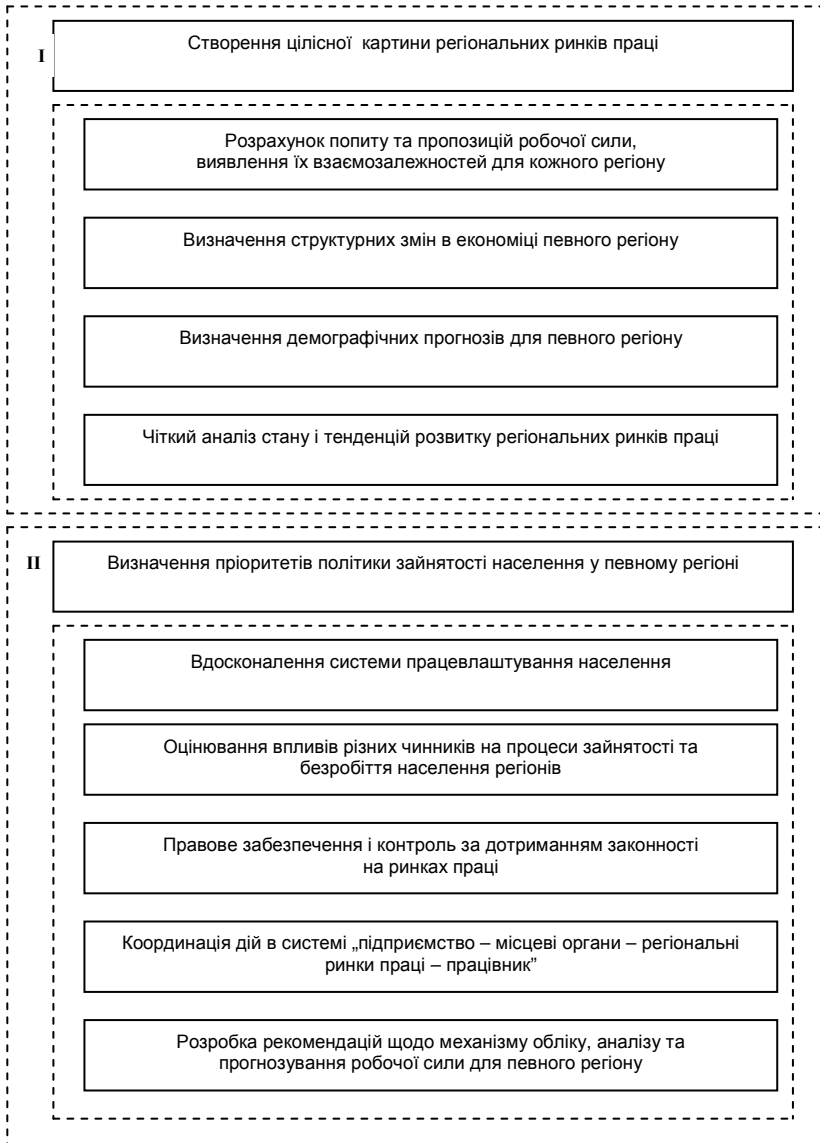 I
Створення цілісної картини регіональних ринків праці
Розрахунок попиту та пропозицій робочої сили,
виявлення їх взаємозалежностей для кожного регіону
Визначення структурних змін в економіці певного регіону
Визначення демографічних прогнозів для певного регіону
Чіткий аналіз стану і тенденцій розвитку регіональних ринків праці
II
Визначення пріоритетів політики зайнятості населення у певному регіоні
Вдосконалення системи працевлаштування населення
Оцінювання впливів різних чинників на процеси зайнятості та
безробіття населення регіонів
Правове забезпечення і контроль за дотриманням законності
на ринках праці
Координація дій в системі „підприємство – місцеві органи – регіональні
ринки праці – працівник”
Розробка рекомендацій щодо механізму обліку, аналізу та
прогнозування робочої сили для певного регіону